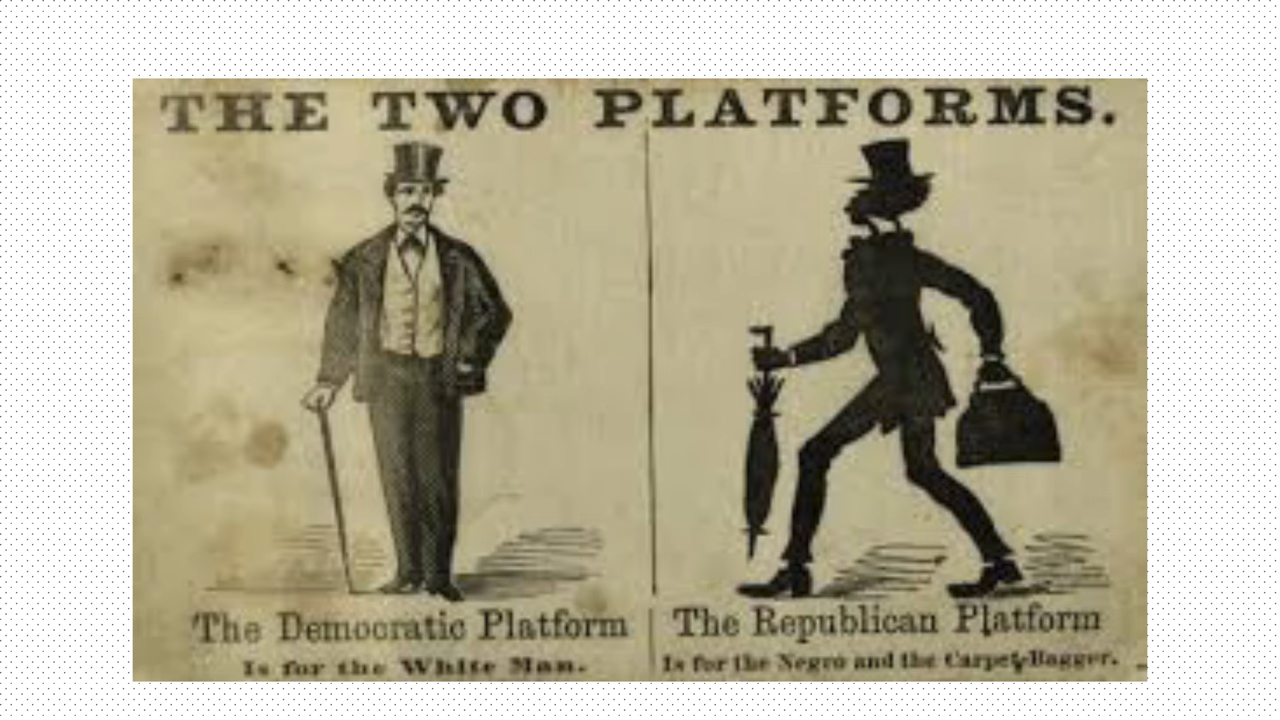 THE TWO PLATFORMS.
The Democratic Platform
Is for the White Man.
The Republican Platform
Is for the Negro and the Carpet-Bagger.